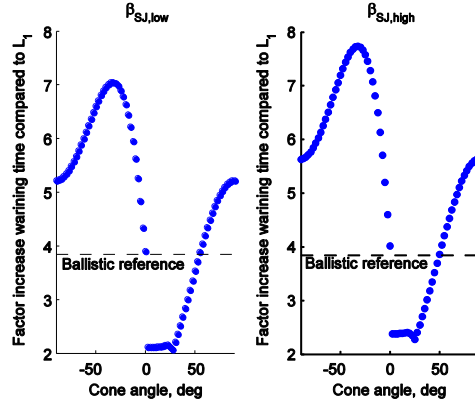 β_SJ,low
Factor increase warining time compared to L_1
8
7
6
5
4
3
2
Ballistic reference
-50 0 50
Cone angle, deg
β_SJ,high
Factor increase warining time compared to L_1
8
7
6
5
4
3
2
Ballistic reference
-50 0 50
Cone angle, deg